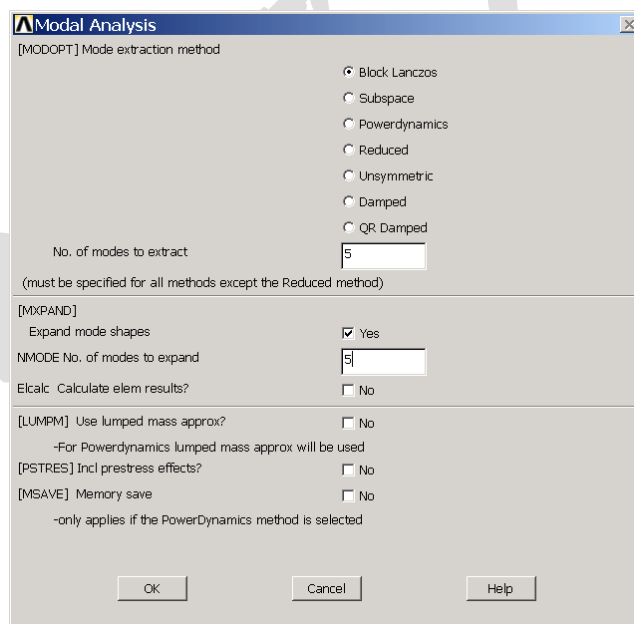 Modal Analysis
[MODOPT] Mode extraction method
Block Lanczos
Subspace
Powerdynamics
Reduced
Unsymmetric
Damped
QR Damped
No. of modes to extract 5
(must be specified for all methods except the Reduced method)
[MXPAND]
Expand mode shapes Yes
NMODE No. of modes to expand 5
Elcalc Calculate elem results? No
[LUMPM] Use lumped mass approx? No
-For Powerdynamics lumped mass approx will be used
[PSTRES] Incl prestress effects? No
[MSAVE] Memory save No
-only applies if the PowerDynamics method is selected
OK Cancel Help